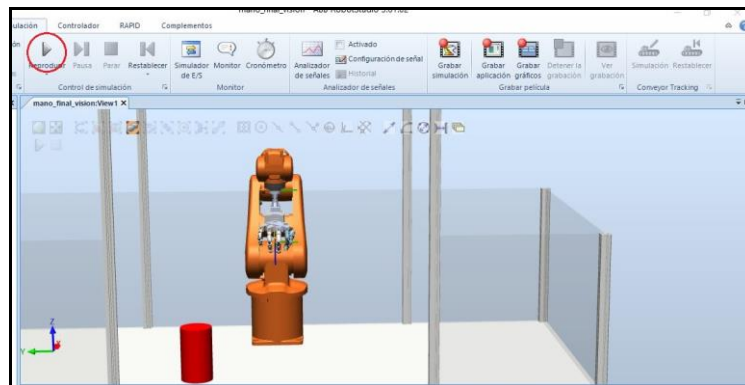 mano_final_vision - ABB RobotStudio 5.61.02
ulación Controlador RAPID Complementos
Reproducir Pausa Parar Restablecer
Simulador de E/S
Monitor Cronómetro
Analizador de señales
Activado
Configuración de señal
Historial
Grabar simulación
Grabar aplicación
Grabar gráficos
Detener la grabación
Ver grabación
Simulación Restablecer
Control de simulación Monitor Analizador de señales Grabar película Conveyor Tracking
mano_final_vision:View1 X
Z
Y
X